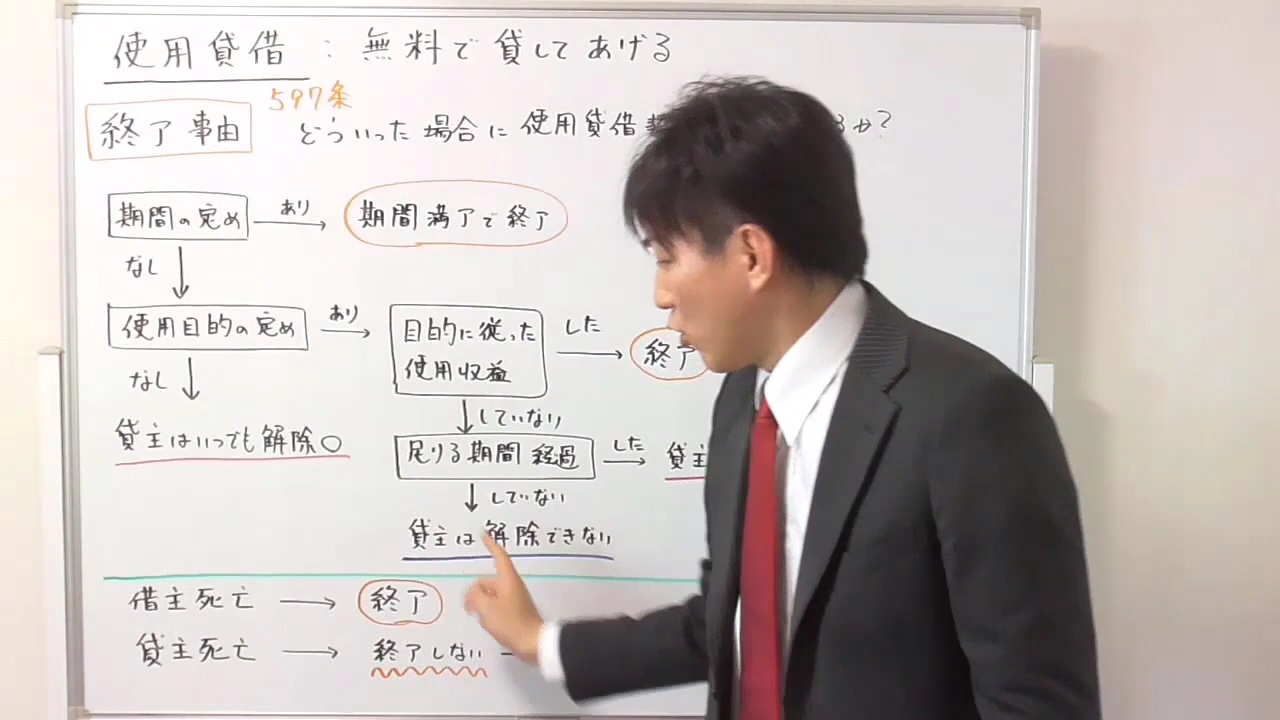 使用貸借:無料で貸してあげる
597条
終了事由 どういった場合に使用貸借 るか?
期間の定め あり 期間満了で終了
なし
使用目的の定め あり 目的に従った した 終了
使用収益
なし
していない
貸主はいつでも解除○
足りる期間経過 した 貸主
していない
貸主は解除できない
借主死亡 終了
貸主死亡 終了しない